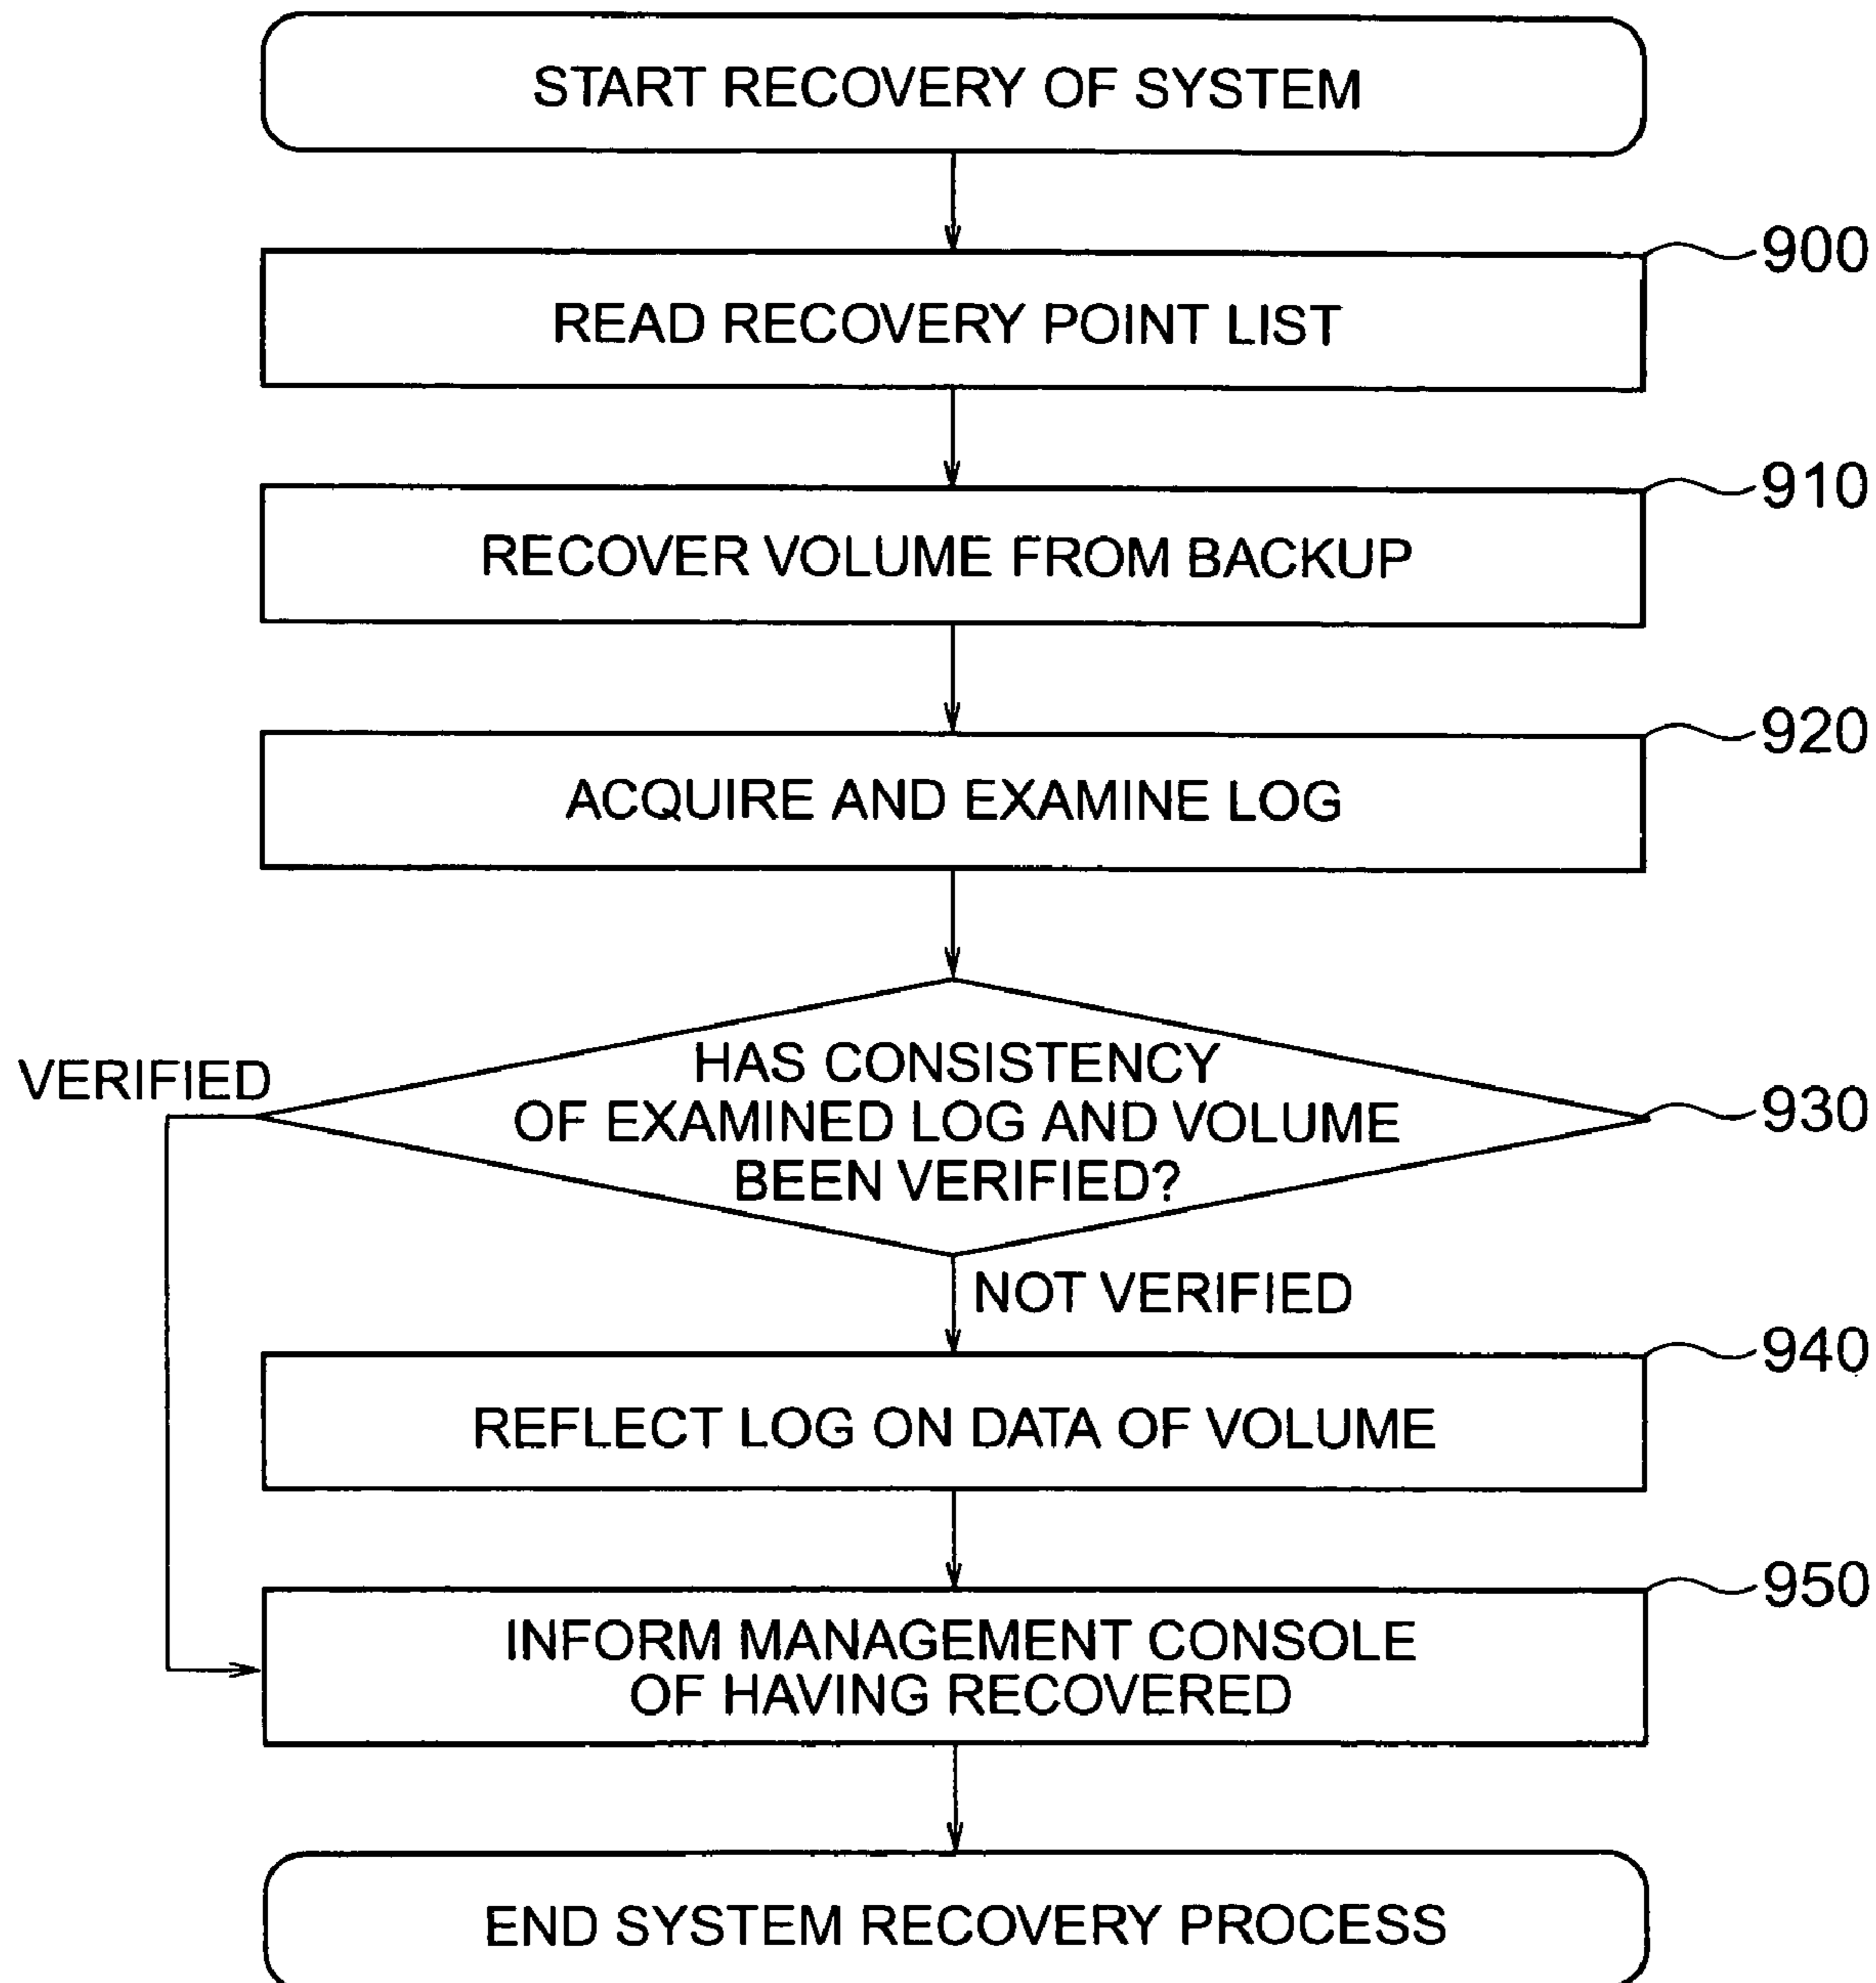 START RECOVERY OF SYSTEM
900
READ RECOVERY POINT LIST
910
RECOVER VOLUME FROM BACKUP
920
ACQUIRE AND EXAMINE LOG
VERIFIED
HAS CONSISTENCY
OF EXAMINED LOG AND VOLUME
BEEN VERIFIED?
930
NOT VERIFIED
940
REFLECT LOG ON DATA OF VOLUME
950
INFORM MANAGEMENT CONSOLE
OF HAVING RECOVERED
END SYSTEM RECOVERY PROCESS